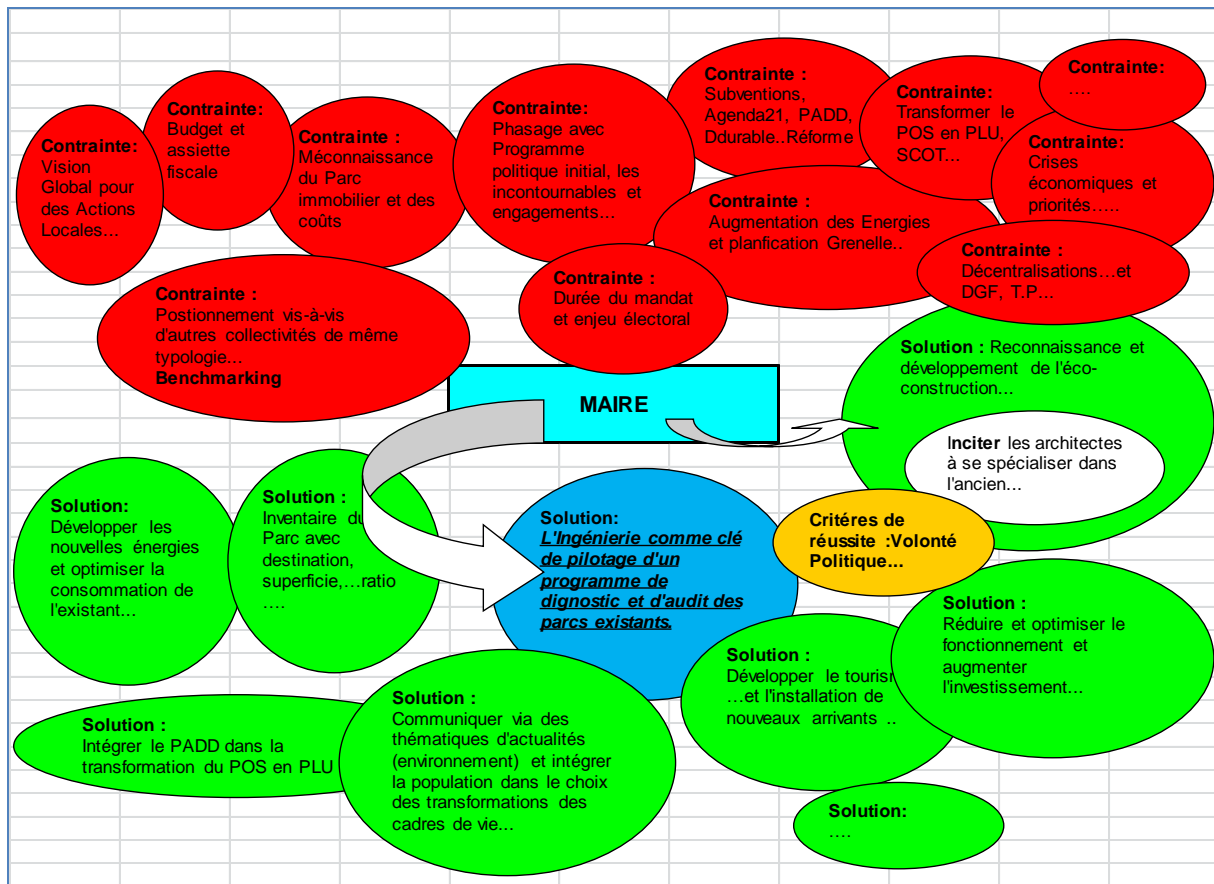 Contrainte:
Vision
Global pour
des Actions
Locales...
Contrainte:
Budget et
assiette
fiscale
Contrainte :
Méconnaissance
du Parc
immobilier et des
coûts
Contrainte:
Phasage avec
Programme
politique initial, les
incontournables et
engagements...
Contrainte :
Subventions,
Agenda21, PADD,
Ddurable..Réforme
Contrainte :
Transformer le
POS en PLU,
SCOT...
Contrainte:
....
Contrainte:
Crises
économiques et
priorités.....
Contrainte :
Augmentation des Energies
et planfication Grenelle..
Contrainte :
Décentralisations...et
DGF, T.P...
Contrainte :
Durée du mandat
et enjeu électoral
Contrainte :
Postionnement vis-à-vis
d'autres collectivités de même
typologie...
Benchmarking
MAIRE
Solution : Reconnaissance et
développement de l'éco-
construction...
Inciter les architectes
à se spécialiser dans
l'ancien...
Solution:
Développer les
nouvelles énergies
et optimiser la
consommation de
l'existant...
Solution :
Inventaire du
Parc avec
destination,
superficie,...ratio
....
Solution:
L'Ingénierie comme clé
de pilotage d'un
programme de
dignostic et d'audit des
parcs existants.
Critéres de
réussite :Volonté
Politique...
Solution :
Réduire et optimiser le
fonctionnement et
augmenter
l'investissement...
Solution :
Développer le tourism
...et l'installation de
nouveaux arrivants ..
Solution :
Intégrer le PADD dans la
transformation du POS en PLU
Solution :
Communiquer via des
thématiques d'actualités
(environnement) et intégrer
la population dans le choix
des transformations des
cadres de vie...
Solution:
....